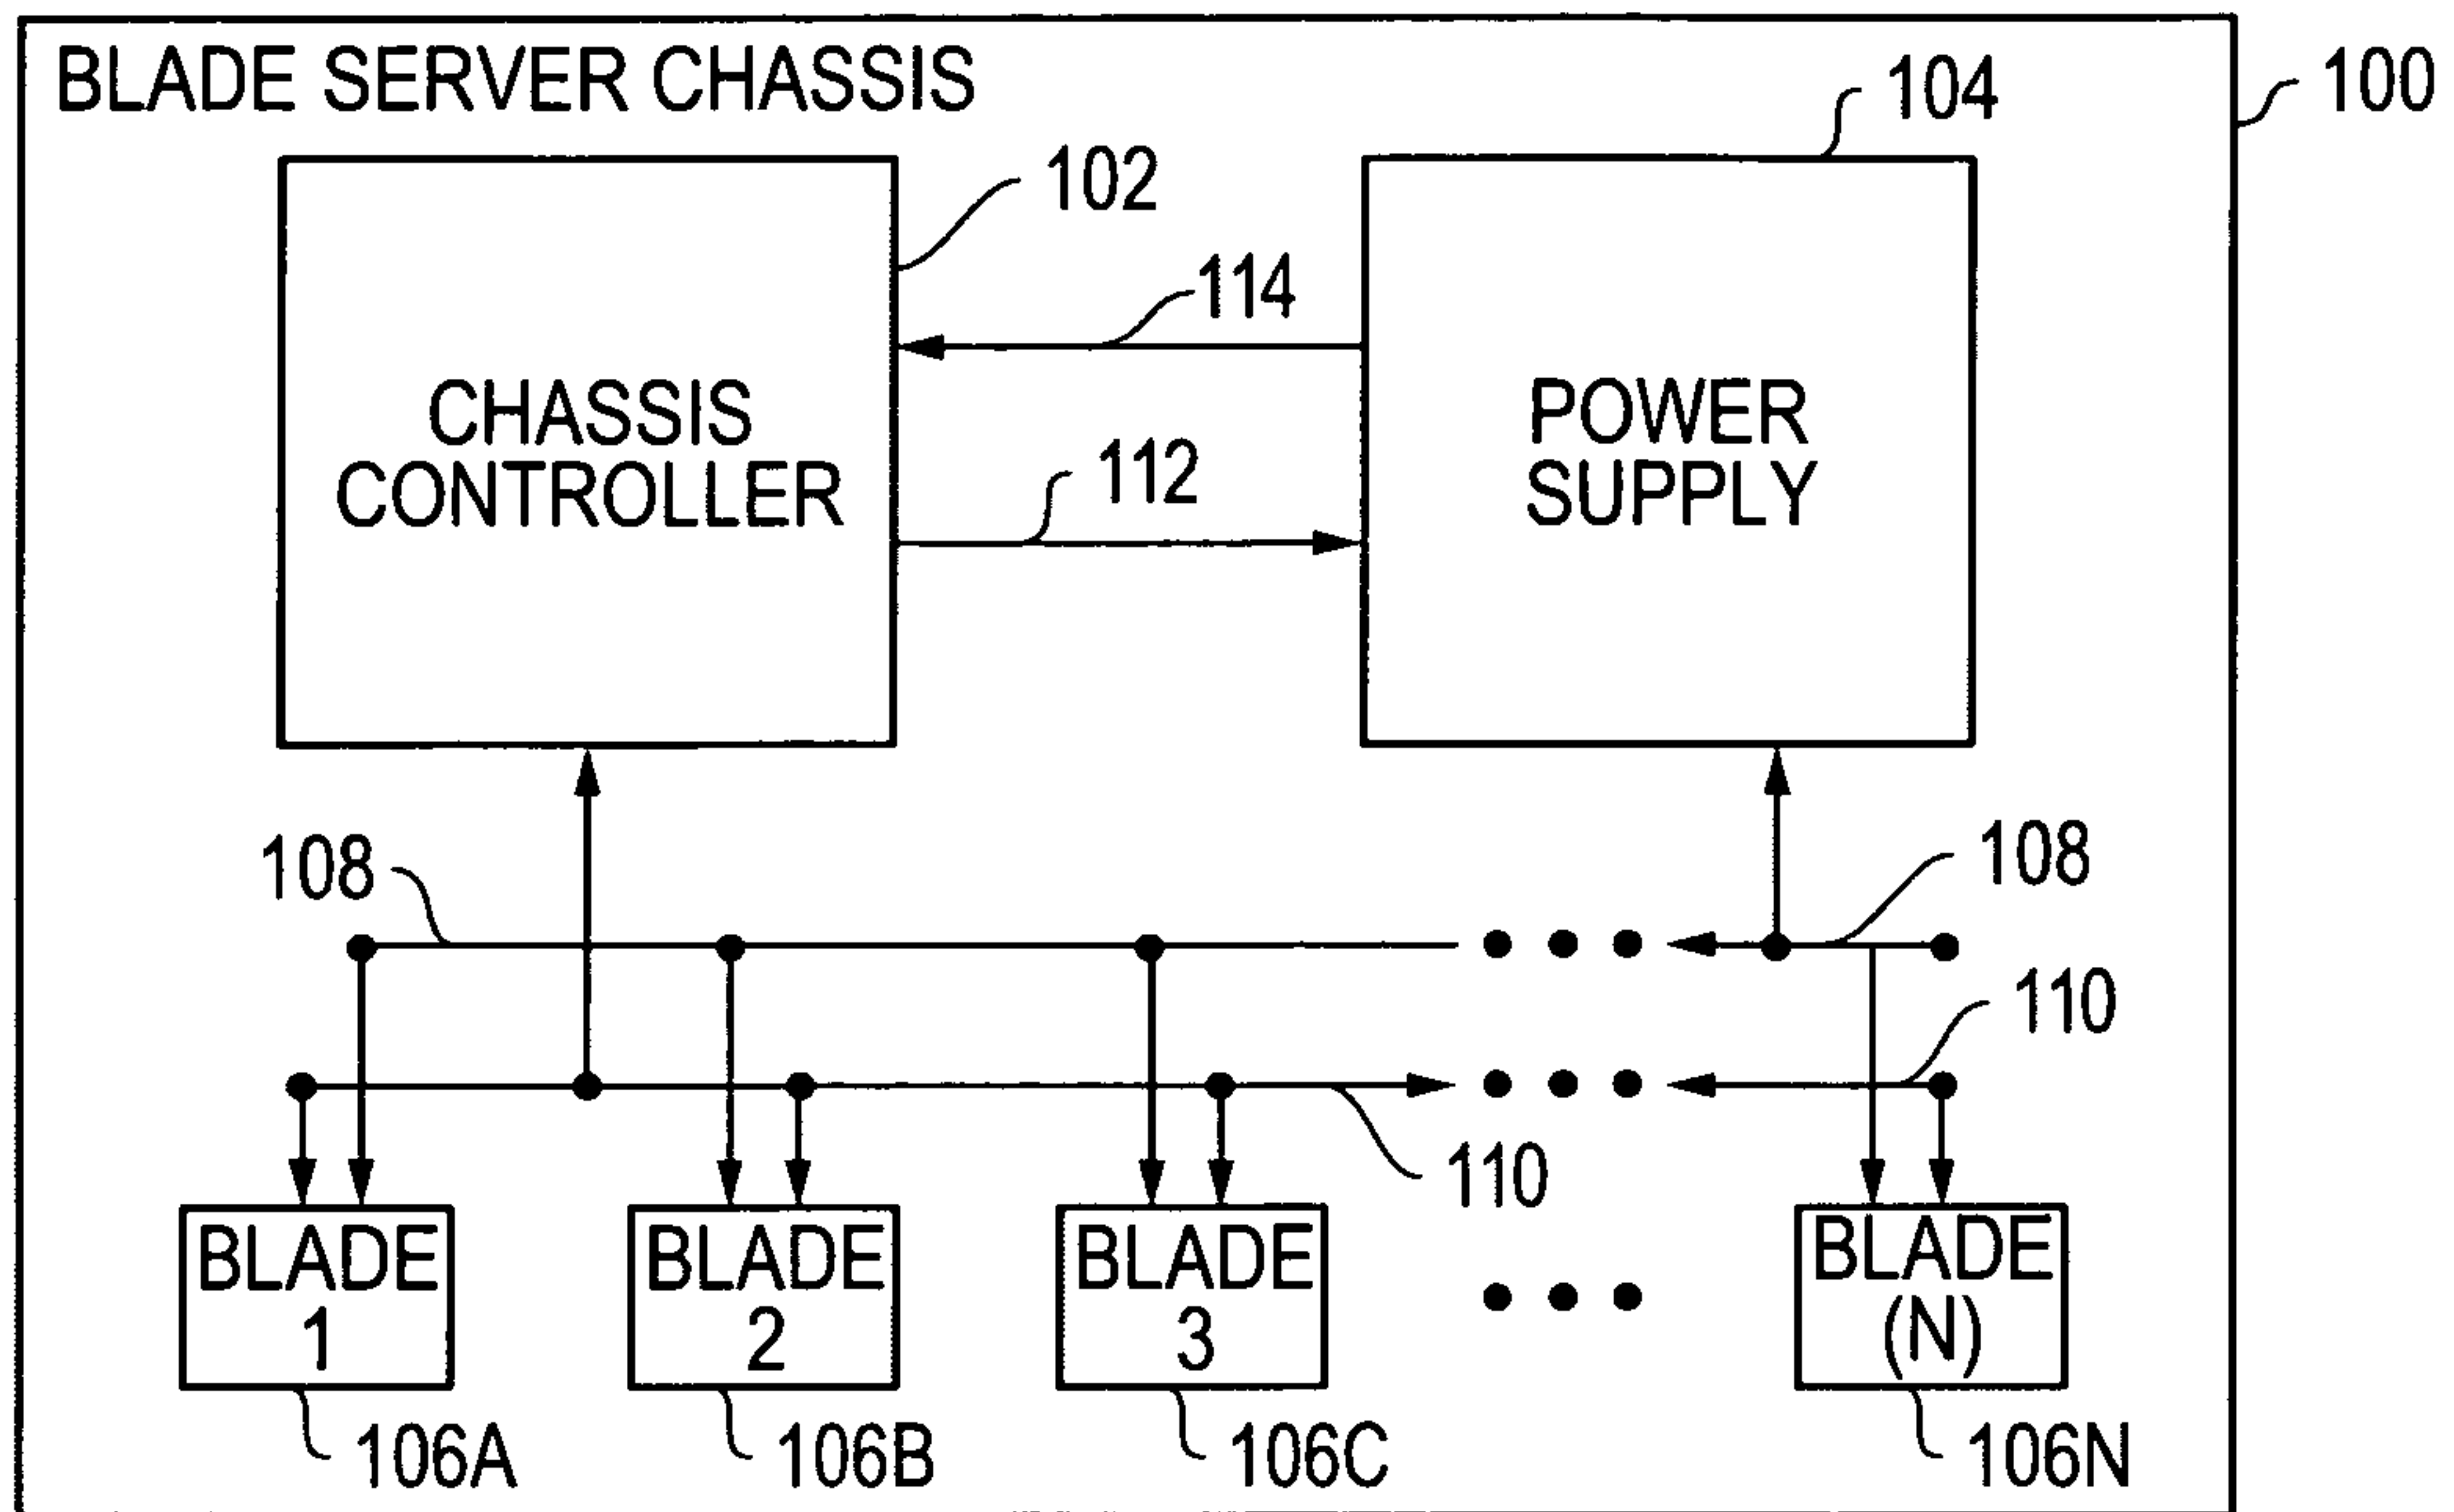 BLADE SERVER CHASSIS
104
100
102
114
CHASSIS
CONTROLLER
POWER
SUPPLY
112
108
108
110
110
BLADE
1
BLADE
2
BLADE
3
BLADE
(N)
106A
106B
106C
106N